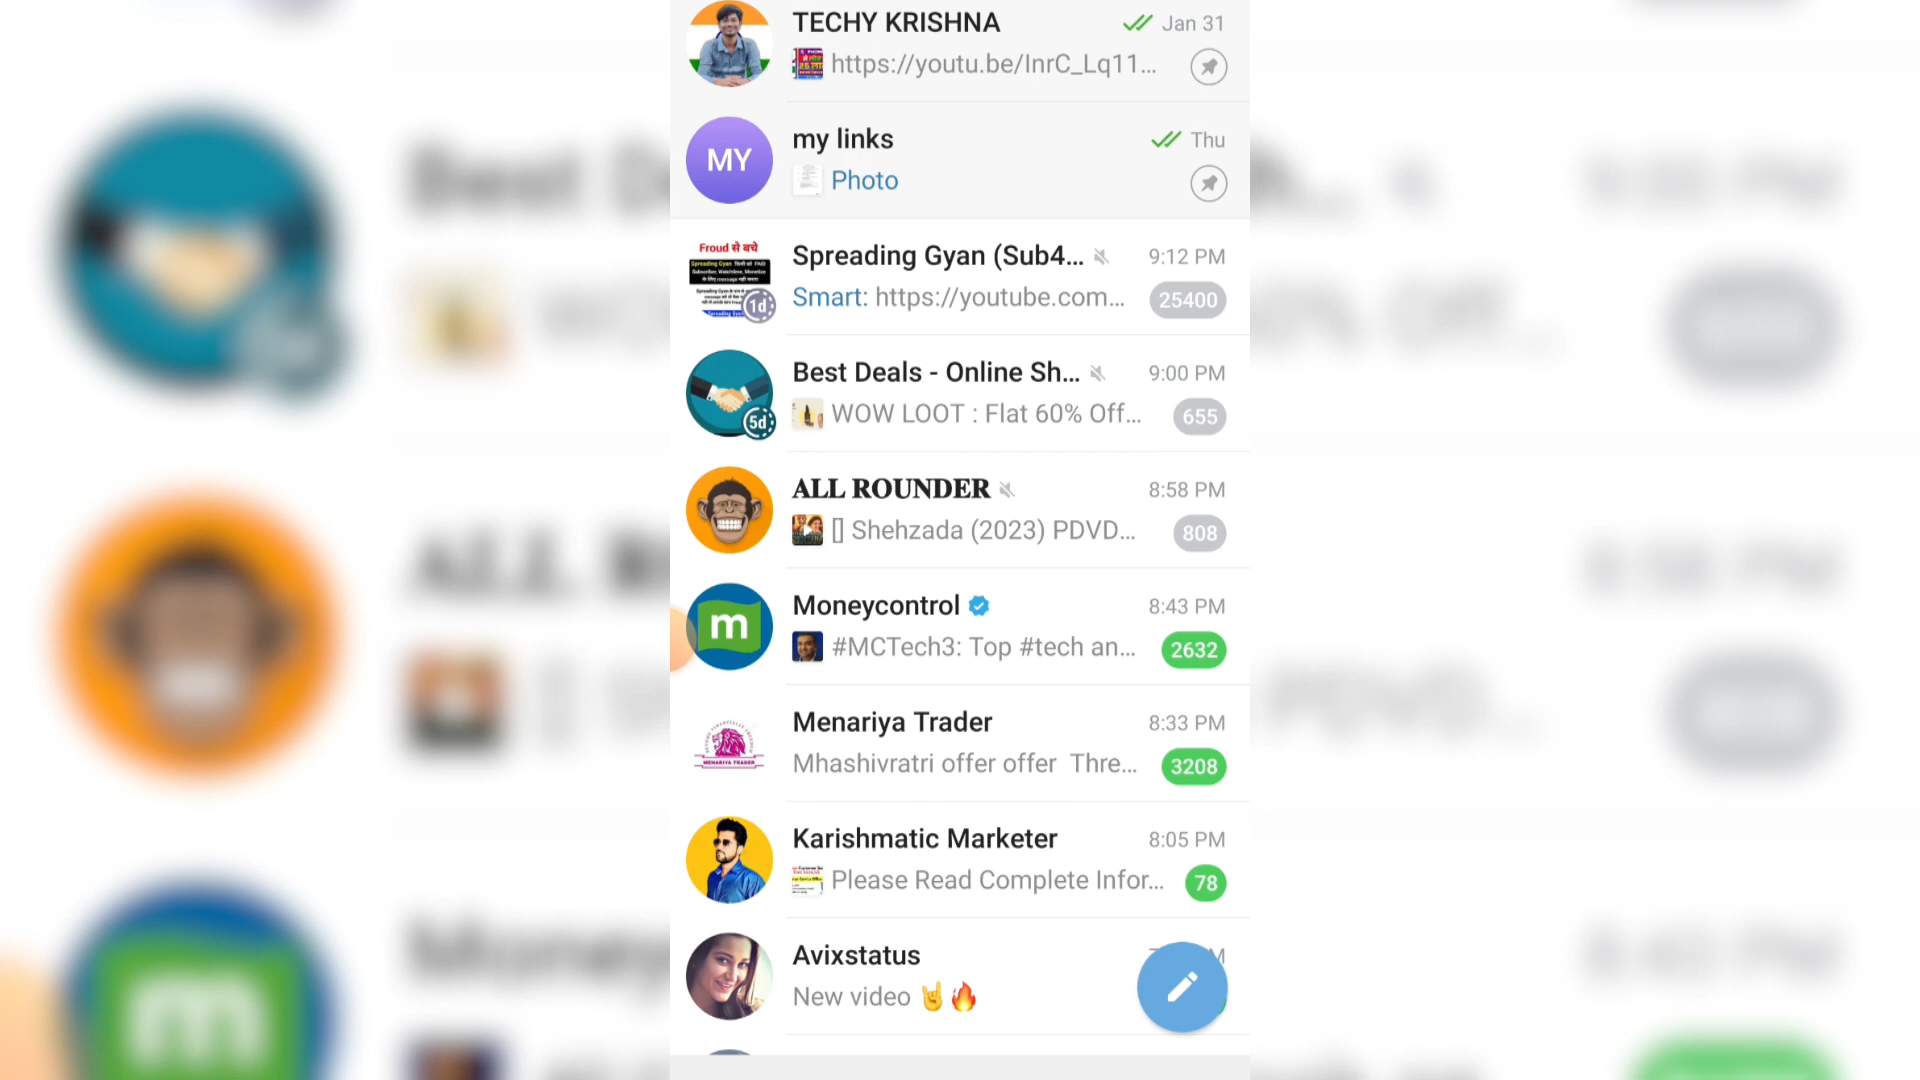 TECHY KRISHNA
Jan 31
https://youtu.be/InrC_Lq11...
MY
my links
Thu
Photo
Froud से बचे
Spreading Gyan (Sub4...
9:12 PM
1d
Smart: https://youtube.com...
25400
Best Deals - Online Sh...
9:00 PM
5d
WOW LOOT : Flat 60% Off...
655
ALL ROUNDER
8:58 PM
[] Shehzada (2023) PDVD...
808
m
Moneycontrol
8:43 PM
#MCTech3: Top #tech an...
2632
Menariya Trader
8:33 PM
MENARIYA TRADER
Mhashivratri offer offer Thre...
3208
Karishmatic Marketer
8:05 PM
Please Read Complete Infor...
78
Avixstatus
New video 🤘🔥